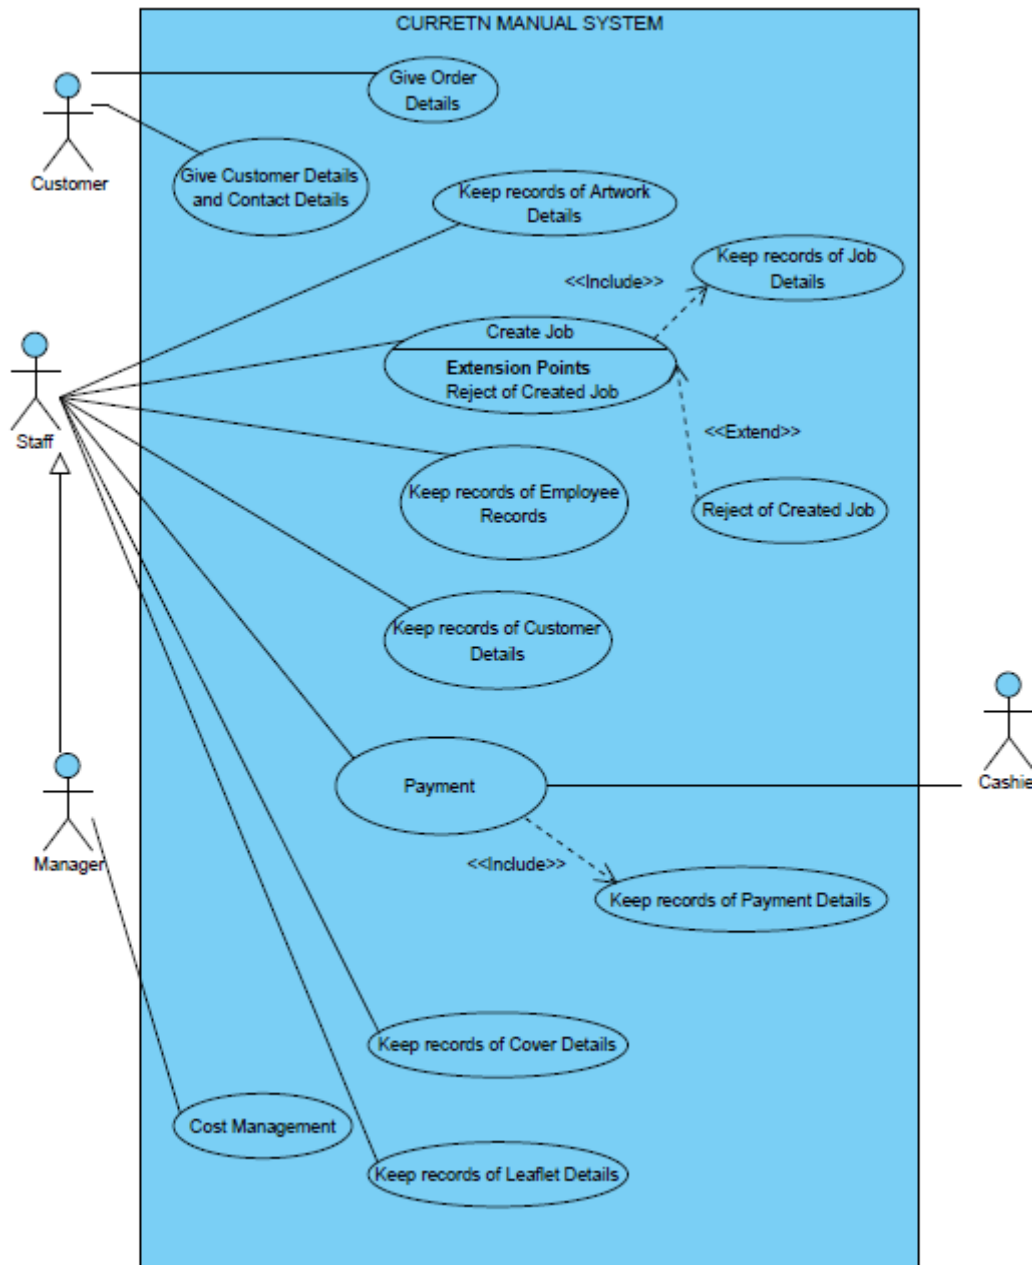 CURRETN MANUAL SYSTEM
Give Order
Details
Customer
Give Customer Details
and Contact Details
Keep records of Artwork
Details
Keep records of Job
Details
<<Include>>
Create Job
Extension Points
Reject of Created Job
Staff
<<Extend>>
Keep records of Employee
Records
Reject of Created Job
Keep records of Customer
Details
Payment
Cashie
Manager
<<Include>>
Keep records of Payment Details
Keep records of Cover Details
Cost Management
Keep records of Leaflet Details